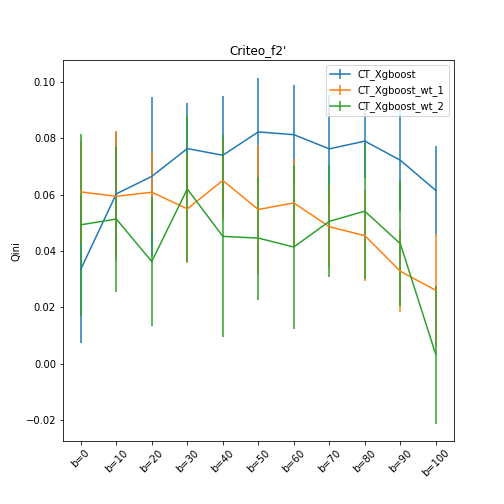 Criteo_f2'
CT_Xgboost
CT_Xgboost_wt_1
CT_Xgboost_wt_2
Qini
0.10
0.08
0.06
0.04
0.02
0.00
−0.02
b=0
b=10
b=20
b=30
b=40
b=50
b=60
b=70
b=80
b=90
b=100